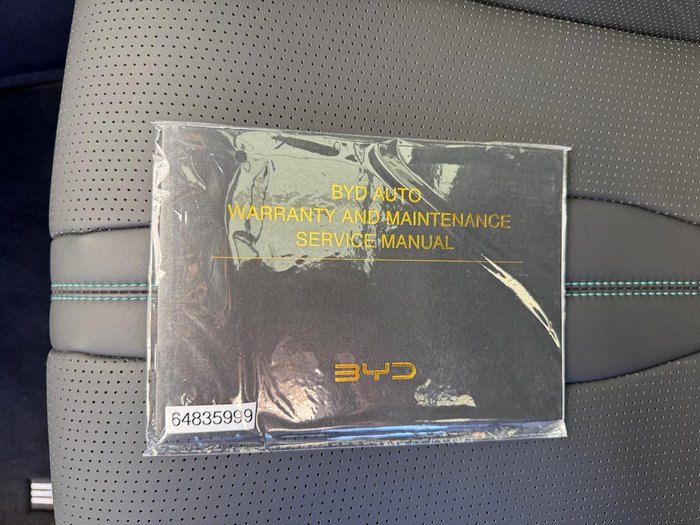 BYD AUTO
WARRANTY AND MAINTENANCE
SERVICE MANUAL
BYD
64835999